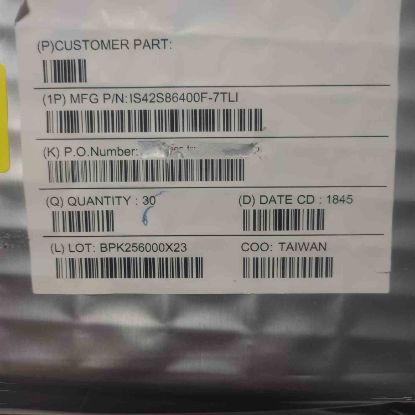 (P)CUSTOMER PART:
(1P) MFG P/N:IS42S86400F-7TLI
(K) P.O.Number:
(Q) QUANTITY : 30 (D) DATE CD : 1845
(L) LOT: BPK256000X23 COO: TAIWAN